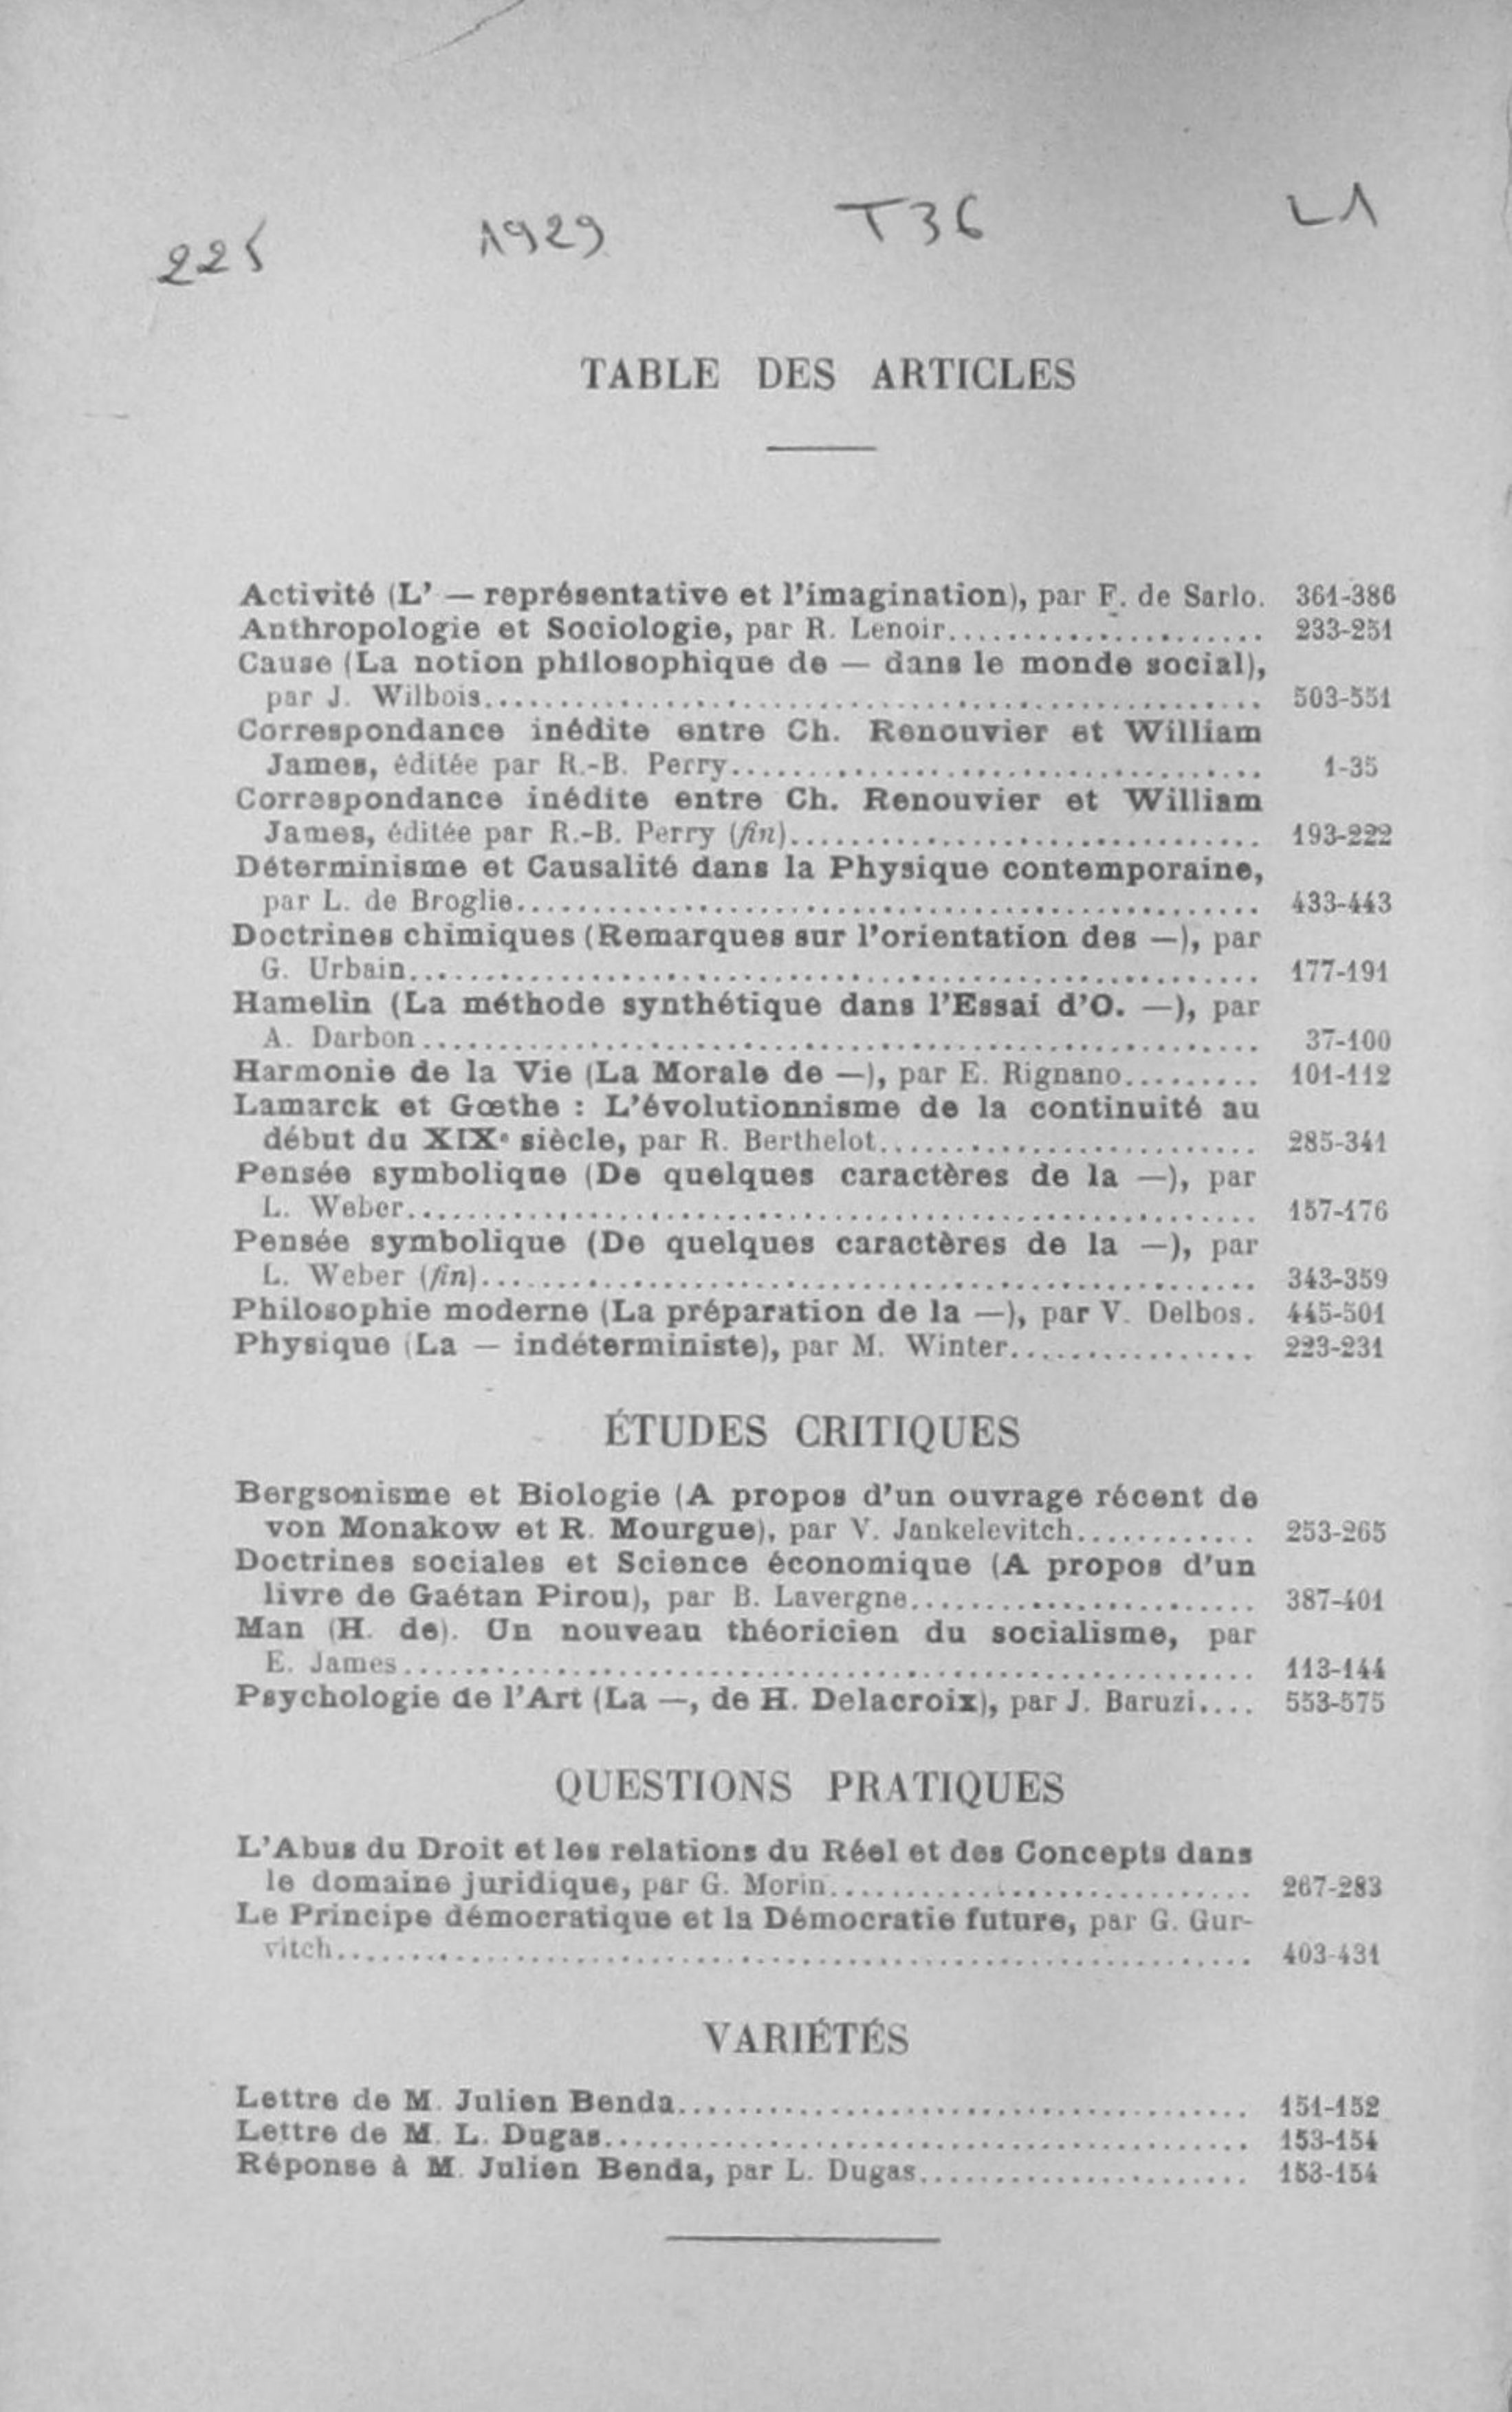 225 1929 T36 L1
TABLE DES ARTICLES
Activité (L' — représentative et l'imagination), par F. de Sarlo. 361-386
Anthropologie et Sociologie, par R. Lenoir..................... 233-251
Cause (La notion philosophique de — dans le monde social),
par J. Wilbois.................................................. 503-551
Correspondance inédite entre Ch. Renouvier et William
James, éditée par R.-B. Perry................................... 1-35
Correspondance inédite entre Ch. Renouvier et William
James, éditée par R.-B. Perry (fin)............................... 193-222
Déterminisme et Causalité dans la Physique contemporaine,
par L. de Broglie................................................ 433-443
Doctrines chimiques (Remarques sur l'orientation des —), par
G. Urbain....................................................... 177-191
Hamelin (La méthode synthétique dans l'Essai d'O. —), par
A. Darbon....................................................... 37-100
Harmonie de la Vie (La Morale de —), par E. Rignano......... 101-112
Lamarck et Gœthe : L'évolutionnisme de la continuité au
début du XIXe siècle, par R. Berthelot......................... 285-341
Pensée symbolique (De quelques caractères de la —), par
L. Weber........................................................ 157-176
Pensée symbolique (De quelques caractères de la —), par
L. Weber (fin).................................................. 343-359
Philosophie moderne (La préparation de la —), par V. Delbos. 445-501
Physique (La — indéterministe), par M. Winter................ 223-231
ÉTUDES CRITIQUES
Bergsonisme et Biologie (A propos d'un ouvrage récent de
von Monakow et R. Mourgue), par V. Jankelevitch............ 253-265
Doctrines sociales et Science économique (A propos d'un
livre de Gaétan Pirou), par B. Lavergne....................... 387-401
Man (H. de). Un nouveau théoricien du socialisme, par
E. James........................................................ 113-144
Psychologie de l'Art (La —, de H. Delacroix), par J. Baruzi.... 553-575
QUESTIONS PRATIQUES
L'Abus du Droit et les relations du Réel et des Concepts dans
le domaine juridique, par G. Morin............................ 267-283
Le Principe démocratique et la Démocratie future, par G. Gur-
vitch............................................................ 403-431
VARIÉTÉS
Lettre de M. Julien Benda...................................... 151-152
Lettre de M. L. Dugas.......................................... 153-154
Réponse à M. Julien Benda, par L. Dugas...................... 153-154